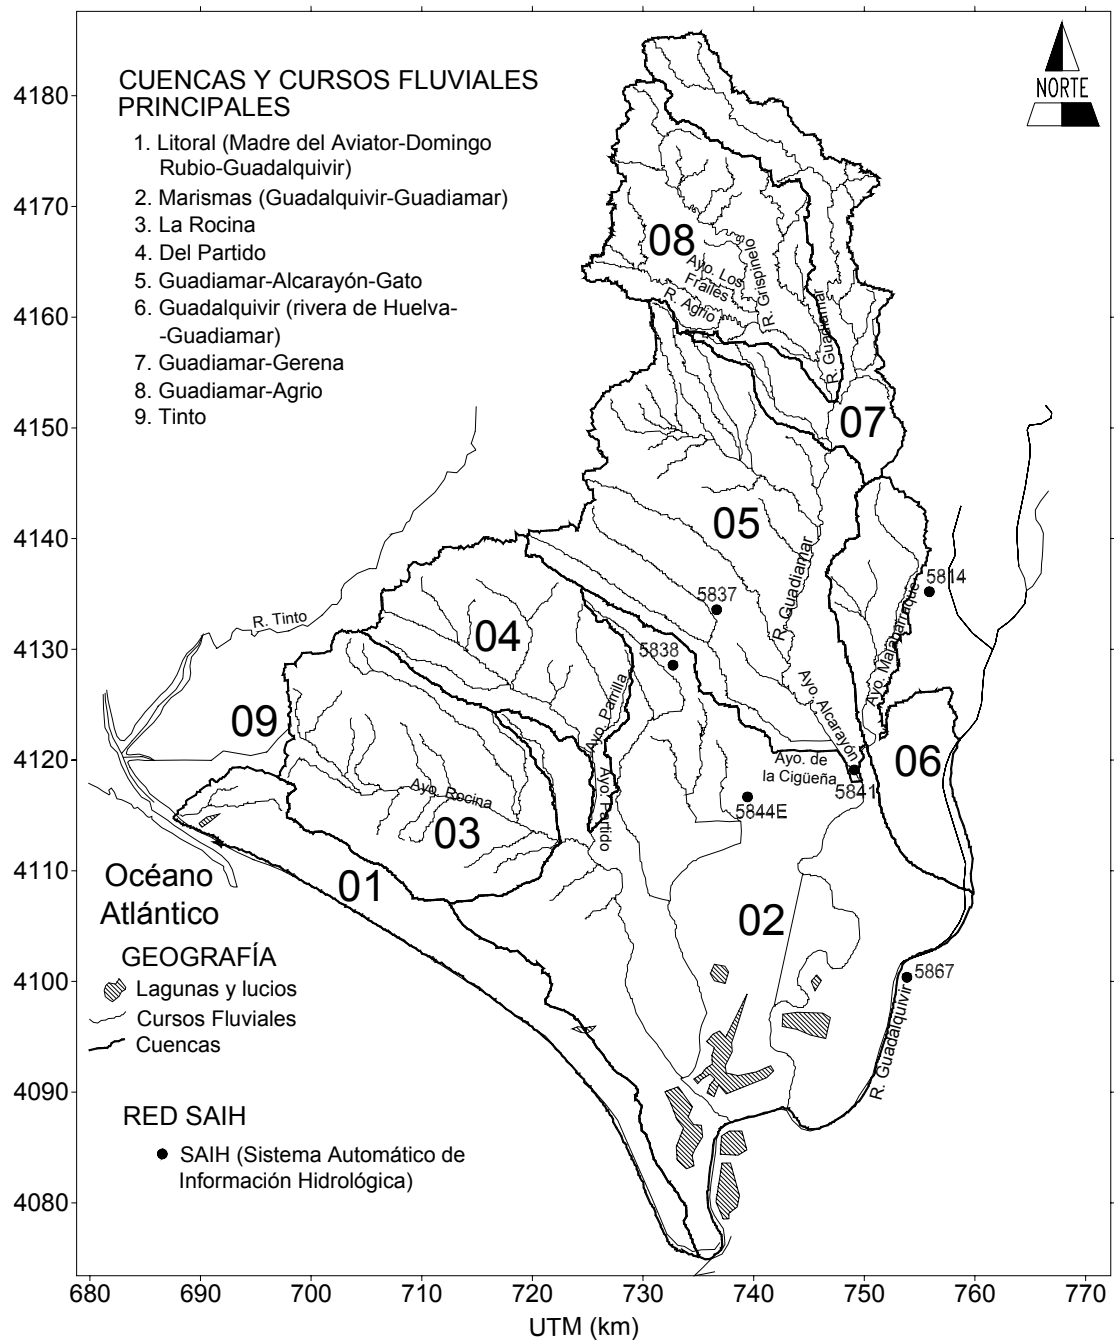 CUENCAS Y CURSOS FLUVIALES
PRINCIPALES
1. Litoral (Madre del Aviator-Domingo
Rubio-Guadalquivir)
2. Marismas (Guadalquivir-Guadiamar)
3. La Rocina
4. Del Partido
5. Guadiamar-Alcarayón-Gato
6. Guadalquivir (rivera de Huelva-
-Guadiamar)
7. Guadiamar-Gerena
8. Guadiamar-Agrio
9. Tinto
NORTE
4180
4170
4160
4150
4140
4130
4120
4110
4100
4090
4080
08
Ayo. Los
Frailes
R. Agrio
R. Crispinelo
R. Guadiamar
07
05
R. Guadiamar
5814
5837
5838
R. Tinto
04
Ayo. Parrilla
Ayo. Alcarayón
09
06
Ayo. de
la Cigüeña
5841
5844E
Ayo. Rocina
03
Ayo. Partido
01
02
Océano
Atlántico
5867
R. Guadalquivir
GEOGRAFÍA
Lagunas y lucios
Cursos Fluviales
Cuencas
RED SAIH
SAIH (Sistema Automático de
Información Hidrológica)
680
690
700
710
720
730
740
750
760
770
UTM (km)